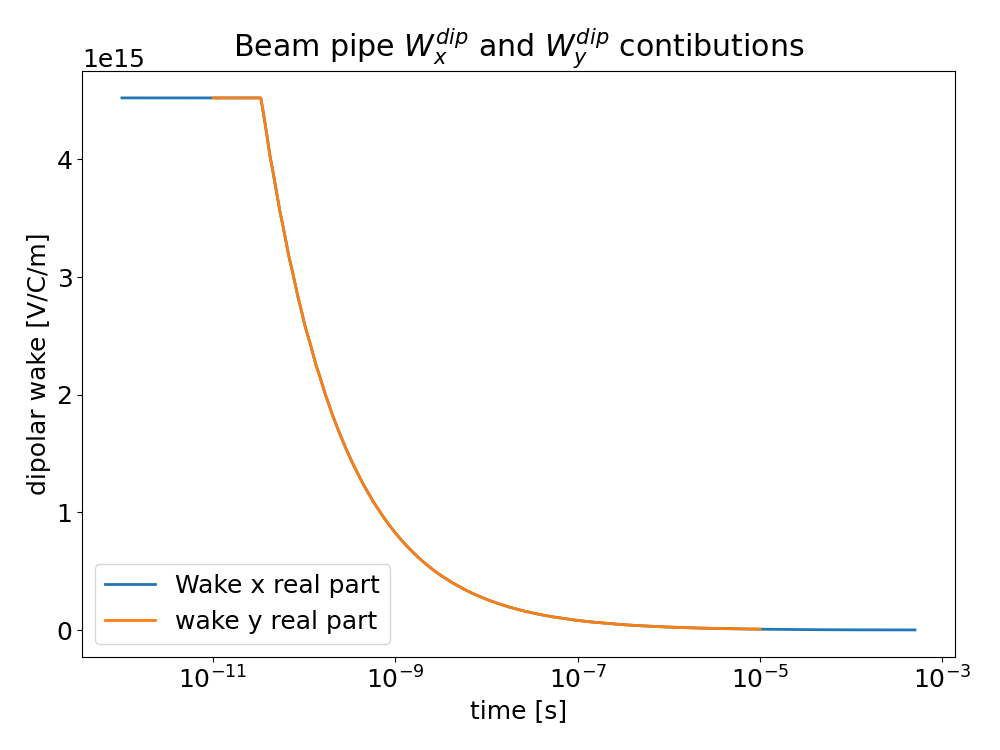 Beam pipe $W_x^{dip}$ and $W_y^{dip}$ contibutions
1e15
4
3
2
1
0
dipolar wake [V/C/m]
Wake x real part
wake y real part
10⁻¹¹ 10⁻⁹ 10⁻⁷ 10⁻⁵ 10⁻³
time [s]